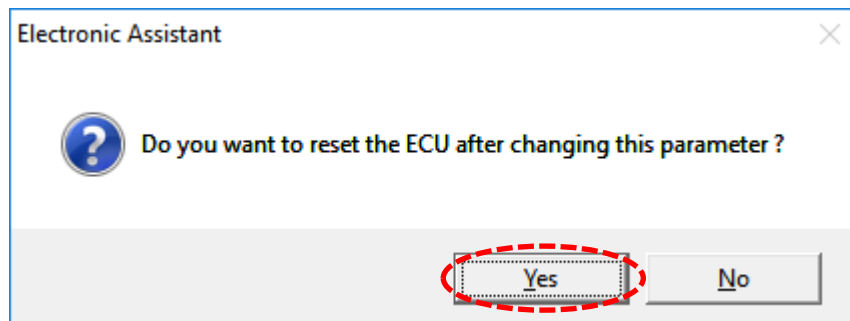 Electronic Assistant
Do you want to reset the ECU after changing this parameter ?
Yes No